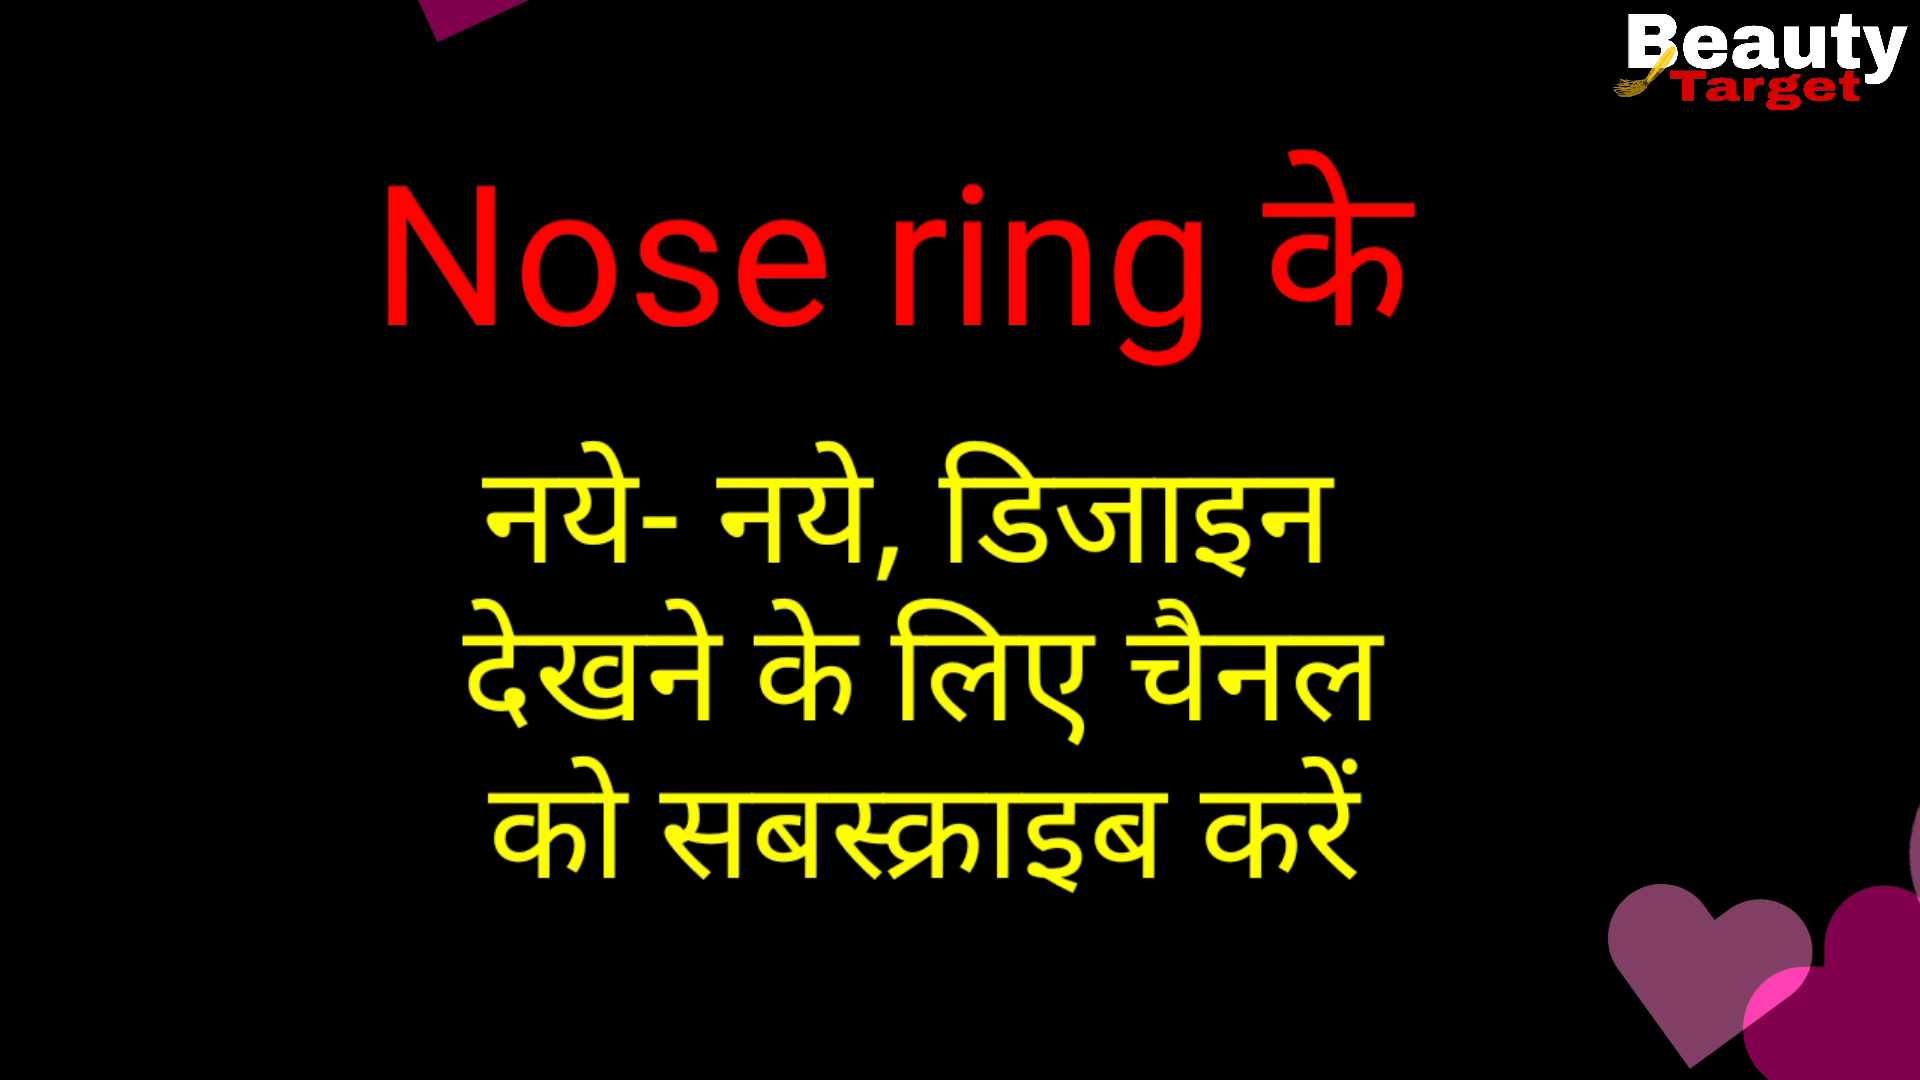 Beauty
Target
Nose ring के
नये- नये, डिजाइन
देखने के लिए चैनल
को सबस्क्राइब करें